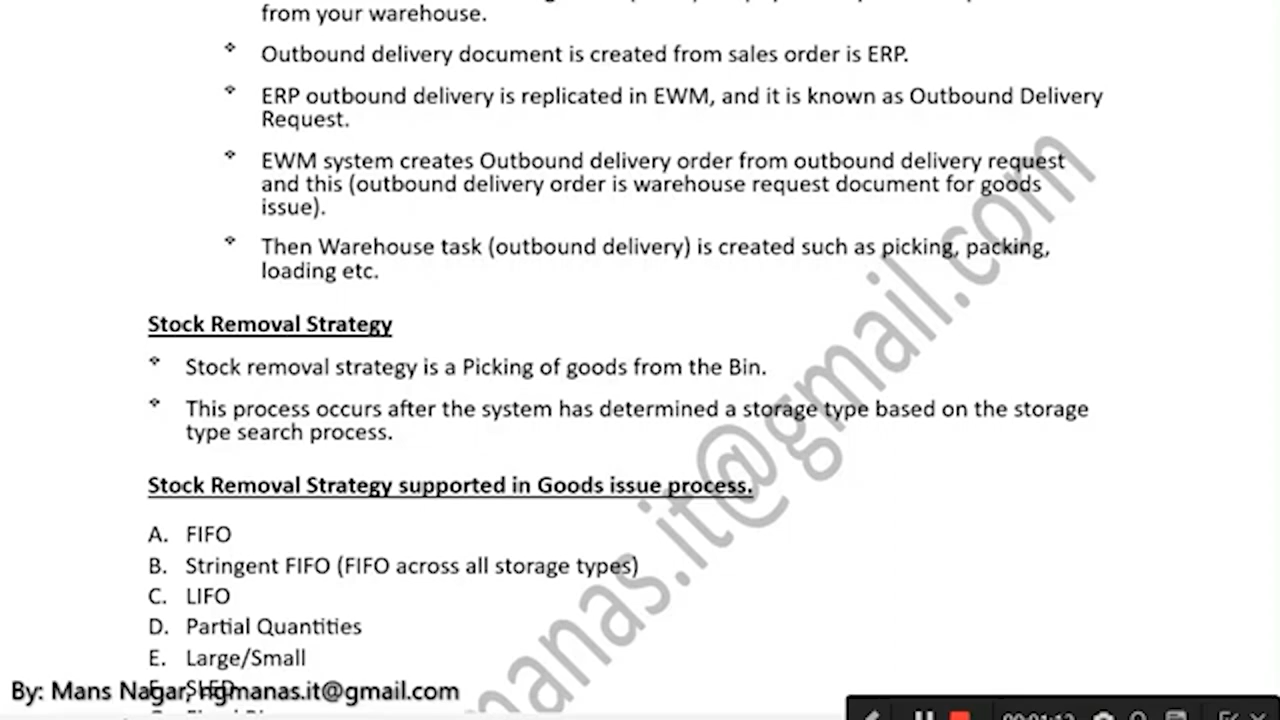 from your warehouse.
Outbound delivery document is created from sales order is ERP.
ERP outbound delivery is replicated in EWM, and it is known as Outbound Delivery
Request.
EWM system creates Outbound delivery order from outbound delivery request
and this (outbound delivery order is warehouse request document for goods
issue).
Then Warehouse task (outbound delivery) is created such as picking, packing,
loading etc.
Stock Removal Strategy
Stock removal strategy is a Picking of goods from the Bin.
This process occurs after the system has determined a storage type based on the storage
type search process.
Stock Removal Strategy supported in Goods issue process.
A. FIFO
B. Stringent FIFO (FIFO across all storage types)
C. LIFO
D. Partial Quantities
E. Large/Small
F. SLED
By: Mans Nagar, ngmanas.it@gmail.com
manas.it@gmail.com